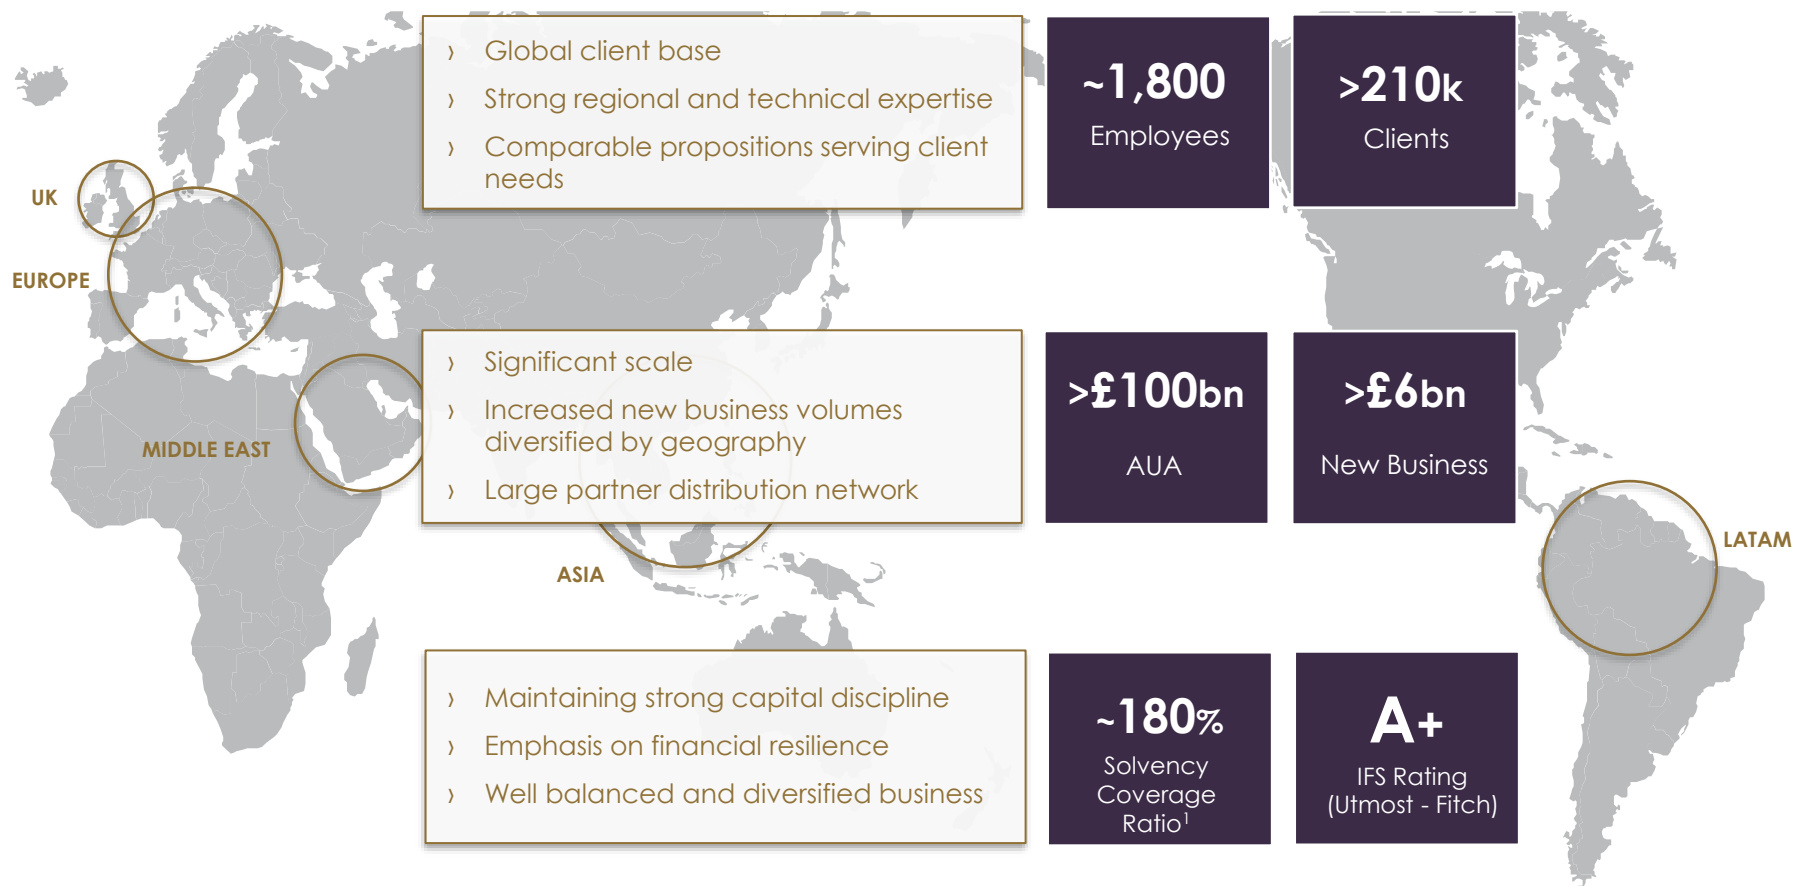 › Global client base
› Strong regional and technical expertise
› Comparable propositions serving client
needs
~1,800
Employees
>210k
Clients
UK
EUROPE
MIDDLE EAST
› Significant scale
› Increased new business volumes
diversified by geography
› Large partner distribution network
>£100bn
AUA
>£6bn
New Business
ASIA
LATAM
› Maintaining strong capital discipline
› Emphasis on financial resilience
› Well balanced and diversified business
~180%
Solvency
Coverage
Ratio¹
A+
IFS Rating
(Utmost - Fitch)